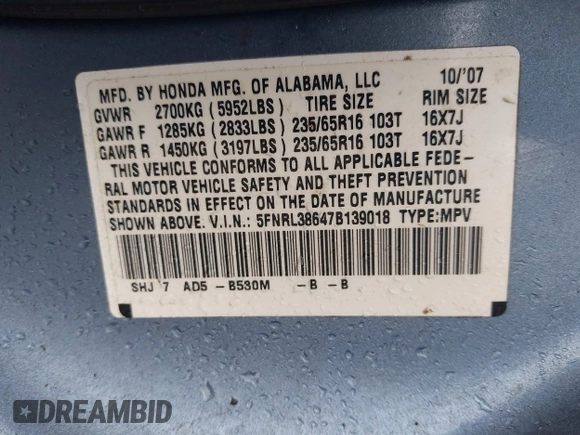 MFD. BY HONDA MFG. OF ALABAMA, LLC 10/'07
GVWR 2700KG ( 5952LBS ) TIRE SIZE RIM SIZE
GAWR F 1285KG ( 2833LBS ) 235/65R16 103T 16X7J
GAWR R 1450KG ( 3197LBS ) 235/65R16 103T 16X7J
THIS VEHICLE CONFORMS TO ALL APPLICABLE FEDE-
RAL MOTOR VEHICLE SAFETY AND THEFT PREVENTION
STANDARDS IN EFFECT ON THE DATE OF MANUFACTURE
SHOWN ABOVE. V.I.N.: 5FNRL38647B139018 TYPE:MPV
SHJ 7 AD5 - B530M - B - B
DREAMBID